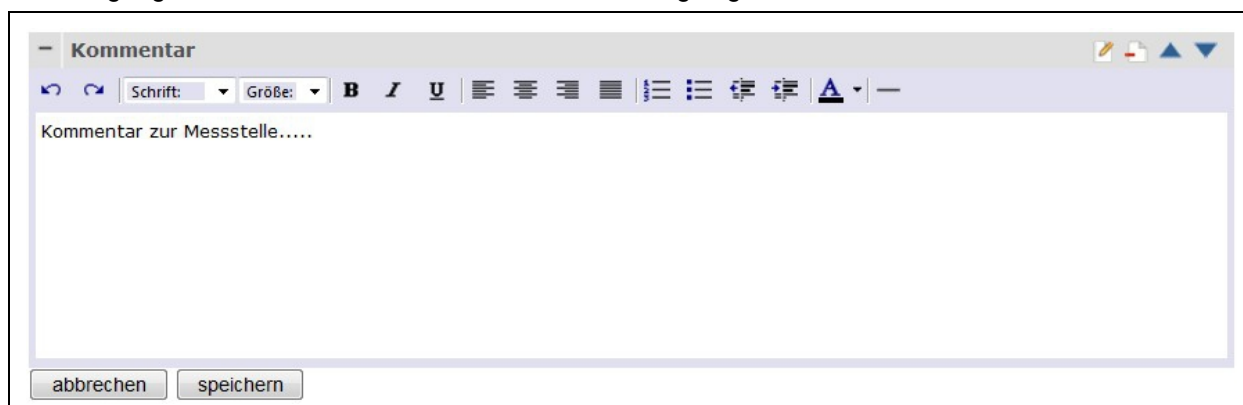 Kommentar
Schrift: Größe: B I U A
Kommentar zur Messstelle.....
abbrechen speichern